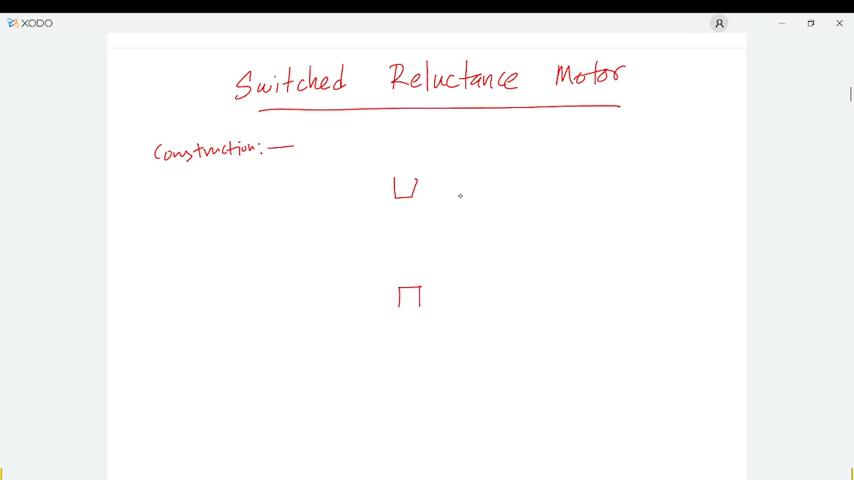 XODO
Switched Reluctance Motor
Construction:—